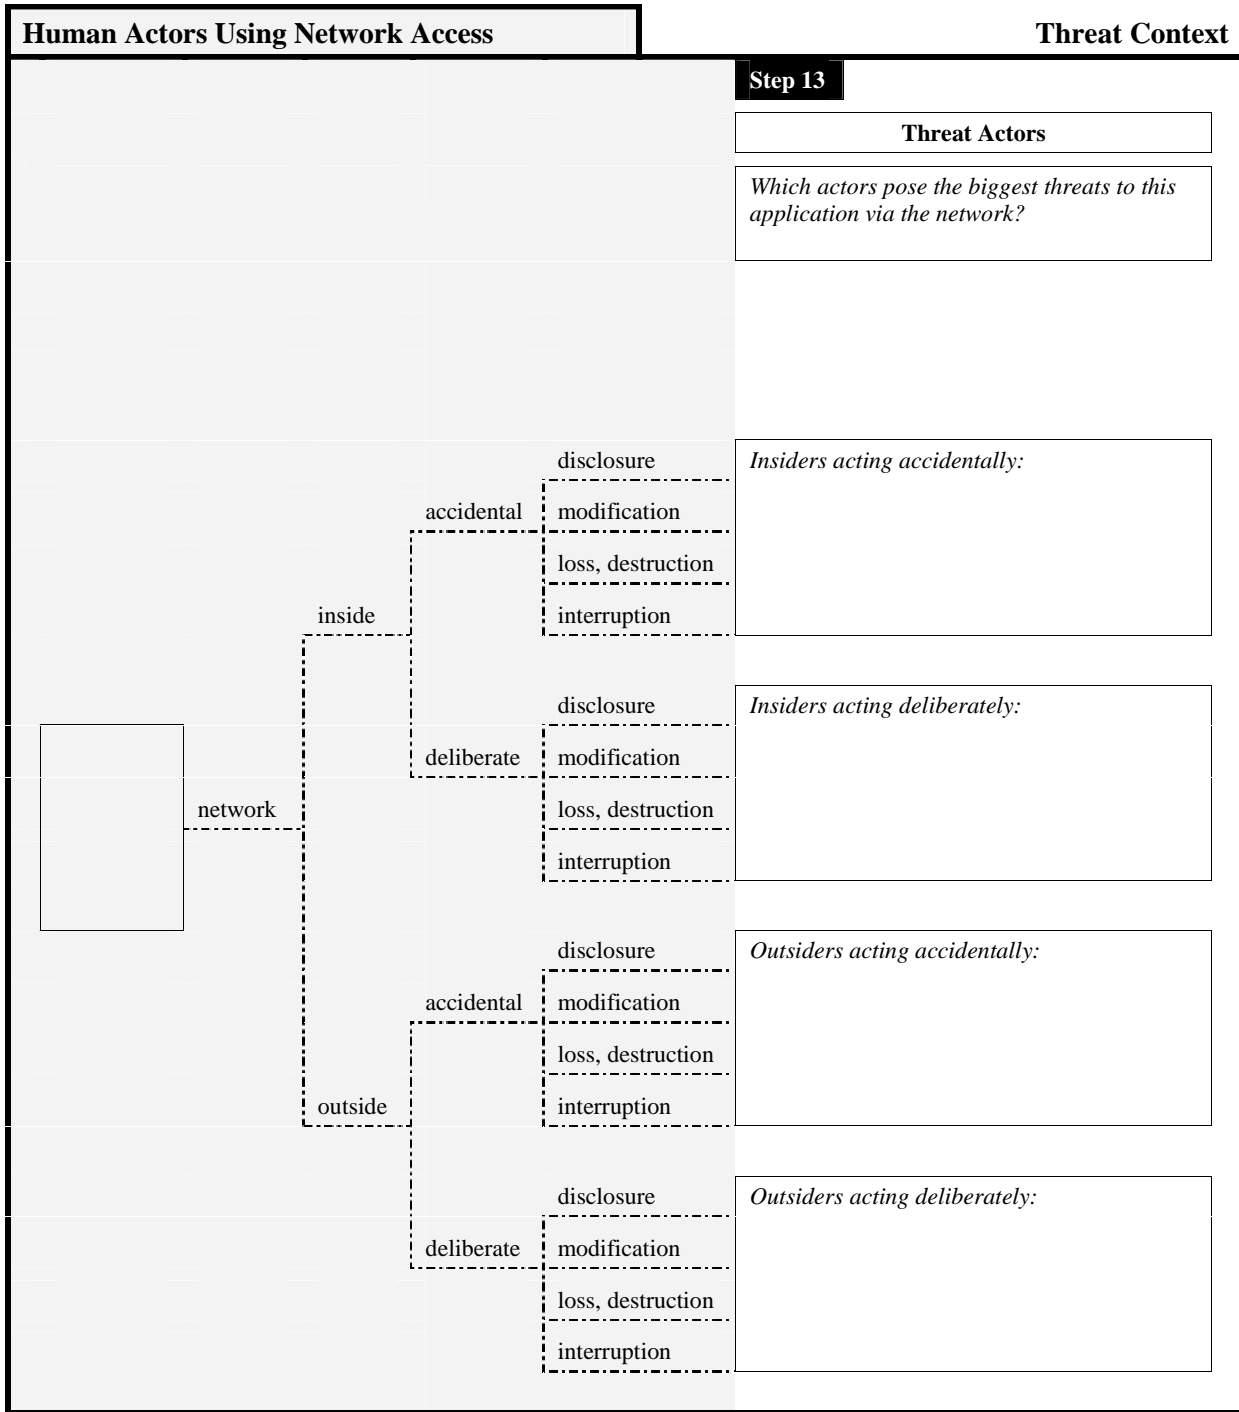 Human Actors Using Network Access
Threat Context
Step 13
Threat Actors
Which actors pose the biggest threats to this
application via the network?
disclosure
Insiders acting accidentally:
accidental
modification
loss, destruction
inside
interruption
disclosure
Insiders acting deliberately:
deliberate
modification
network
loss, destruction
interruption
disclosure
Outsiders acting accidentally:
accidental
modification
loss, destruction
outside
interruption
disclosure
Outsiders acting deliberately:
deliberate
modification
loss, destruction
interruption